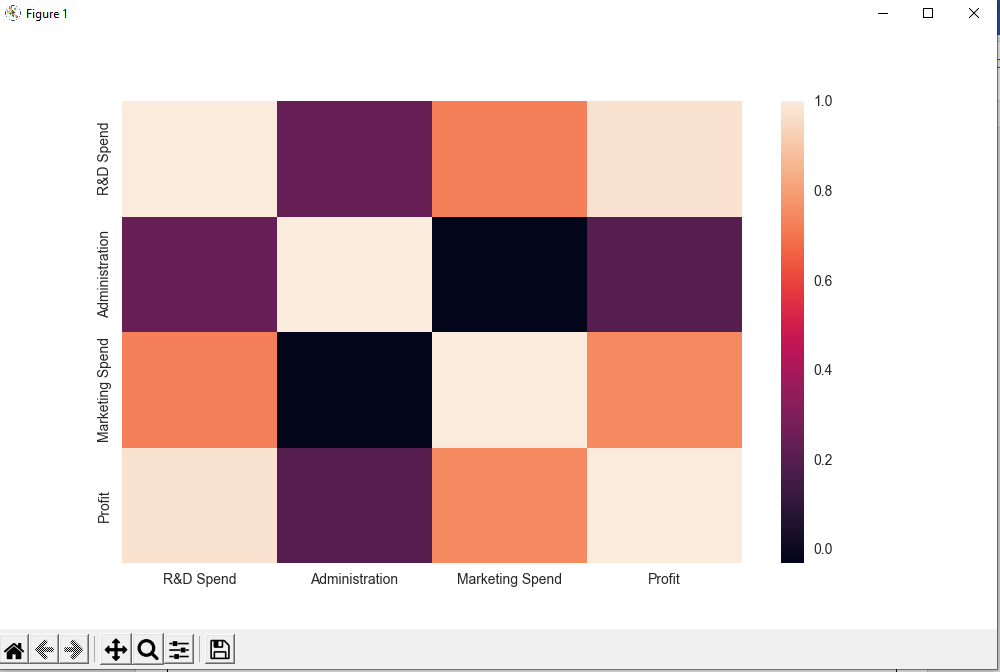 Figure 1
R&D Spend
Administration
Marketing Spend
Profit
1.0
0.8
0.6
0.4
0.2
0.0
R&D Spend
Administration
Marketing Spend
Profit